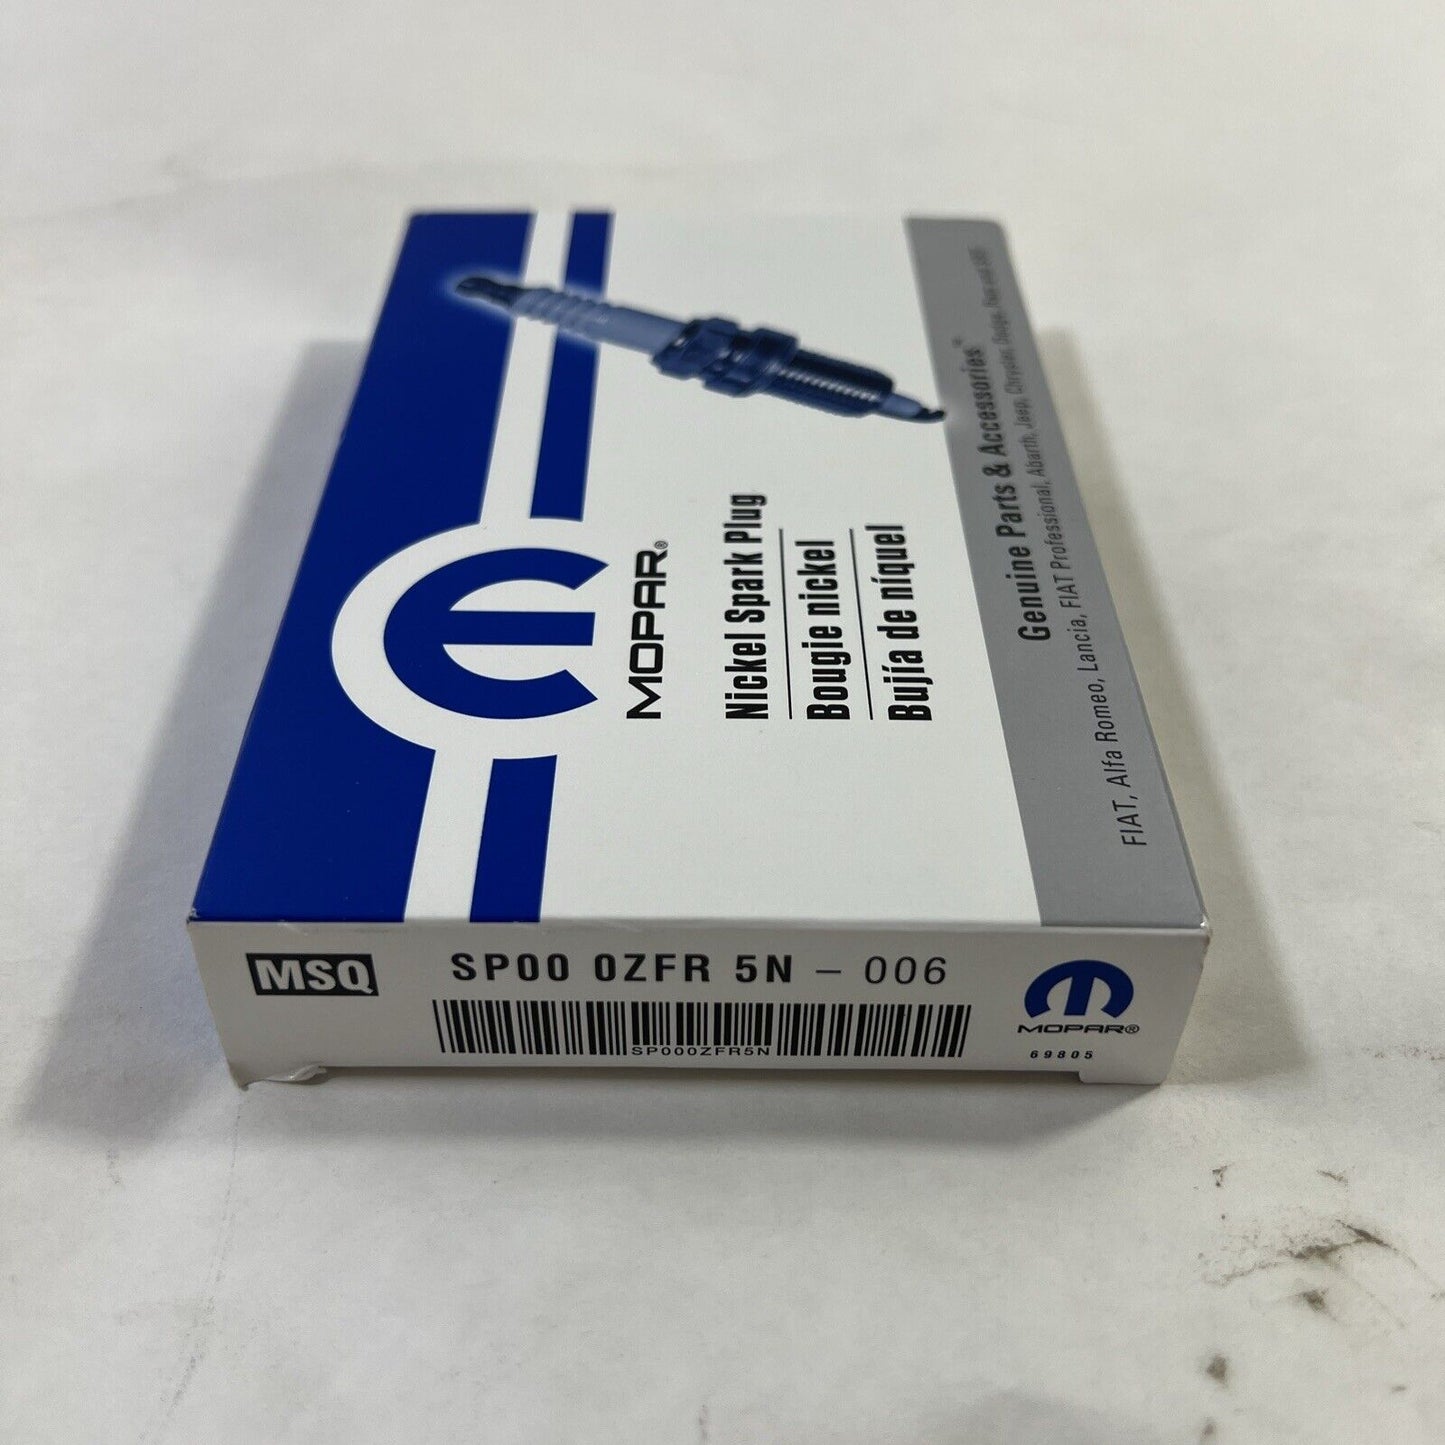 MOPAR®
Nickel Spark Plug
Bougie nickel
Bujía de níquel
Genuine Parts & Accessories™
FIAT, Alfa Romeo, Lancia, FIAT Professional, Abarth, Jeep, Chrysler, Dodge, Ram and SRT
MSQ
SP00 0ZFR 5N – 006
SP000ZFR5N
MOPAR®
69805